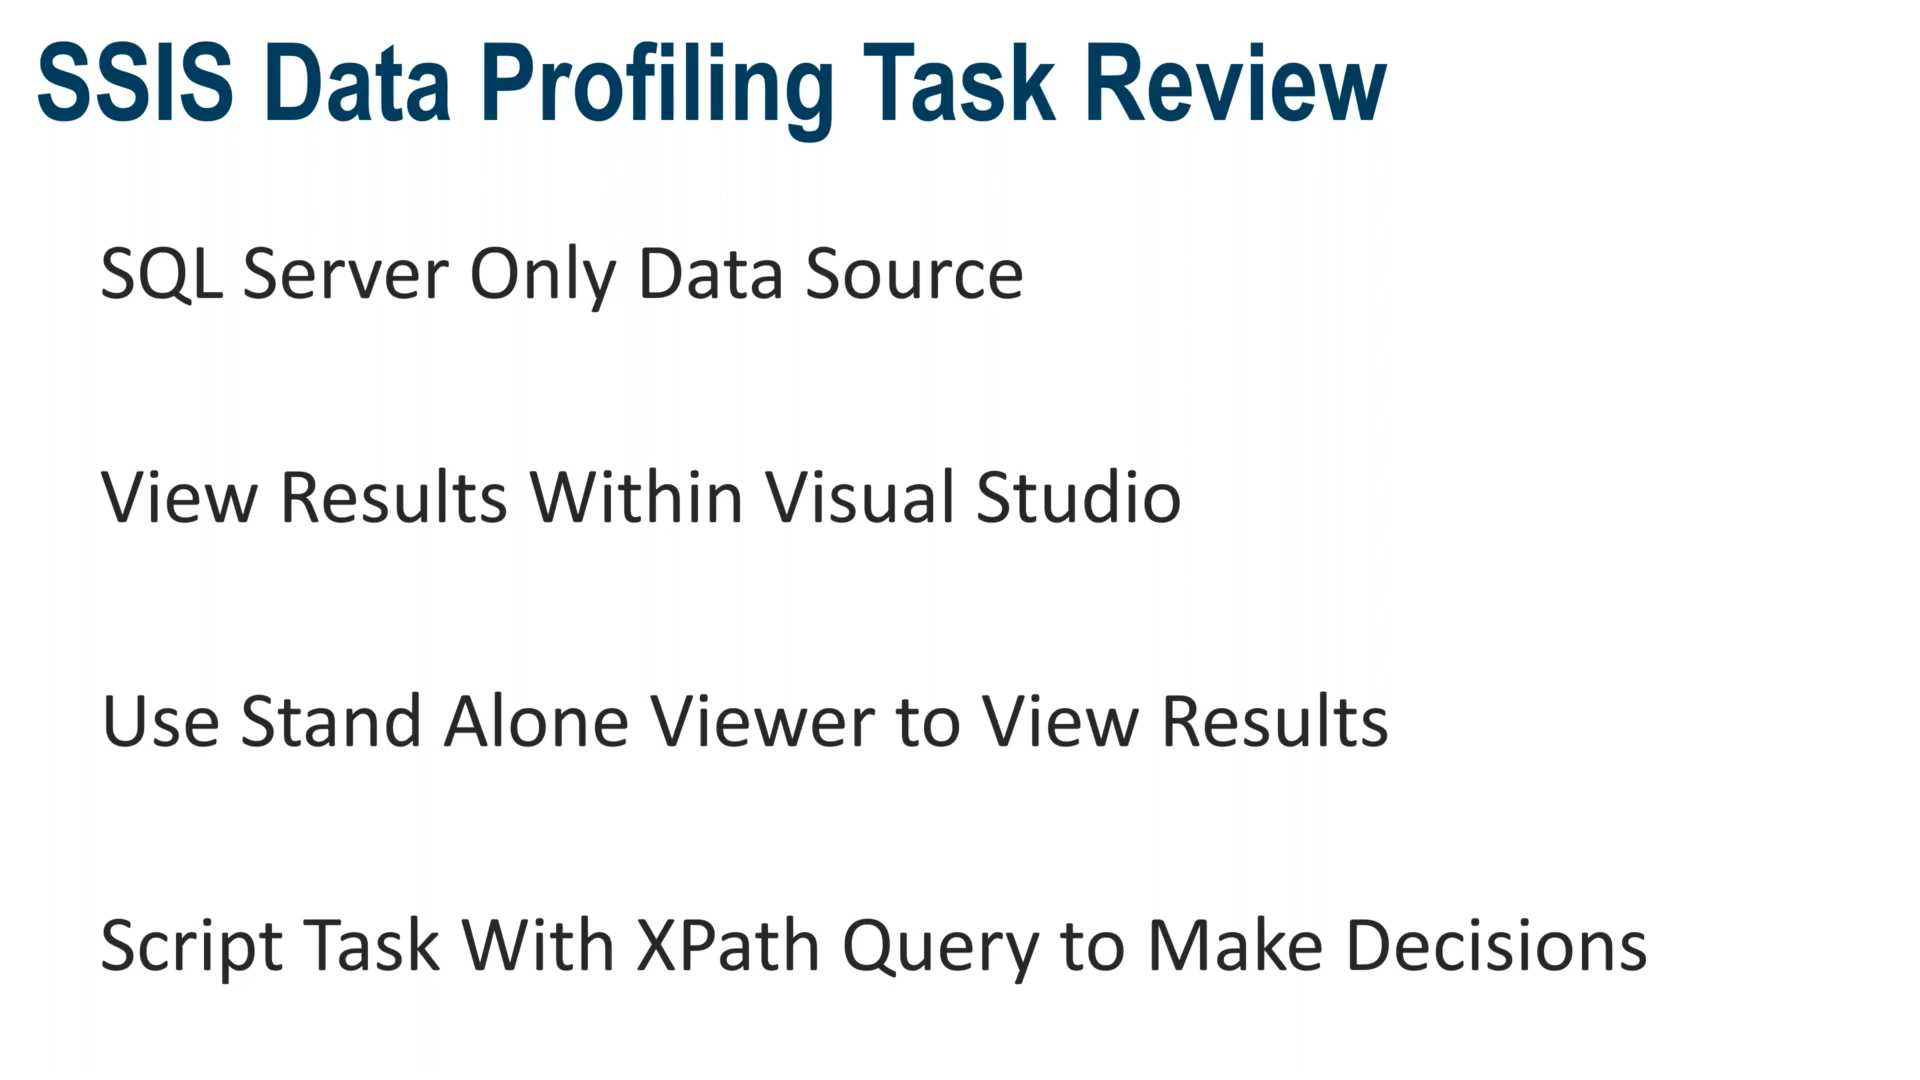 SSIS Data Profiling Task Review
SQL Server Only Data Source
View Results Within Visual Studio
Use Stand Alone Viewer to View Results
Script Task With XPath Query to Make Decisions